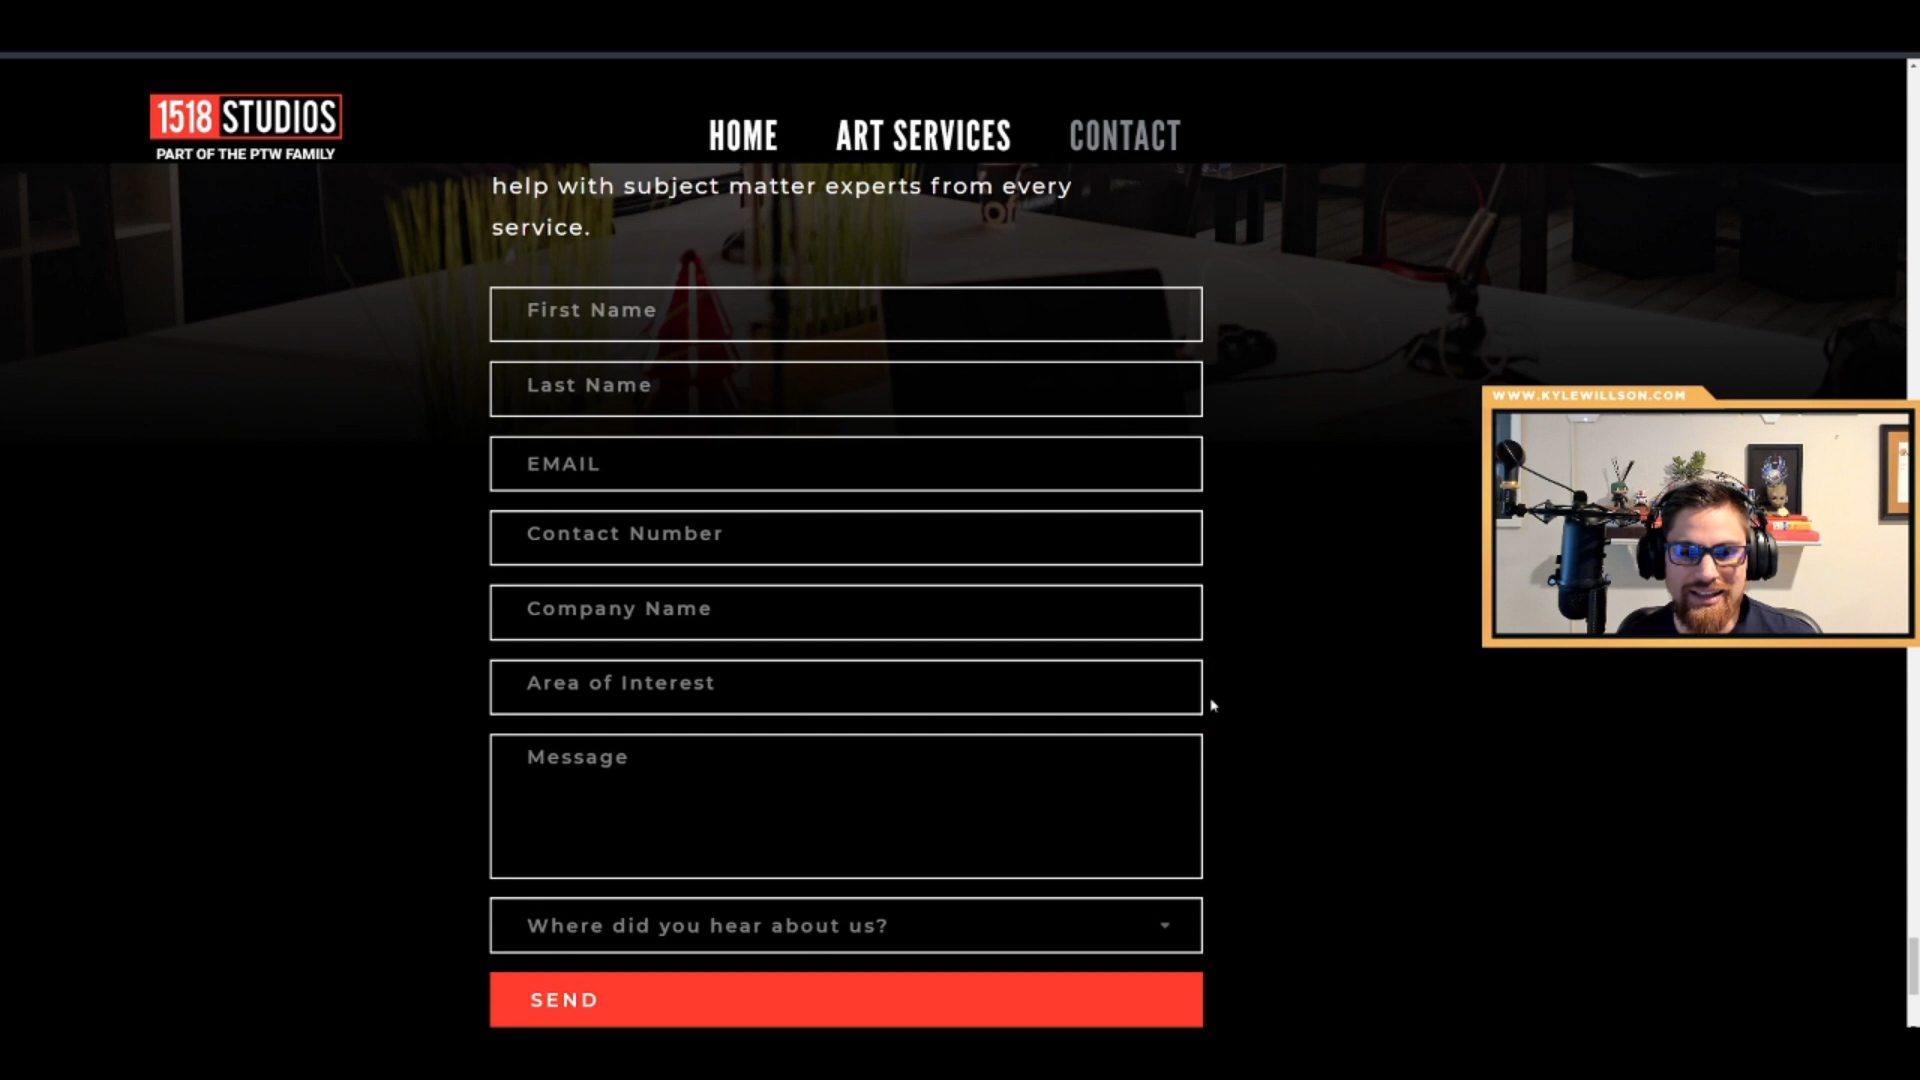 1518 STUDIOS
PART OF THE PTW FAMILY
HOME
ART SERVICES
CONTACT
help with subject matter experts from every
service.
of
First Name
Last Name
EMAIL
Contact Number
Company Name
Area of Interest
Message
Where did you hear about us?
SEND
WWW.KYLEWILLSON.COM